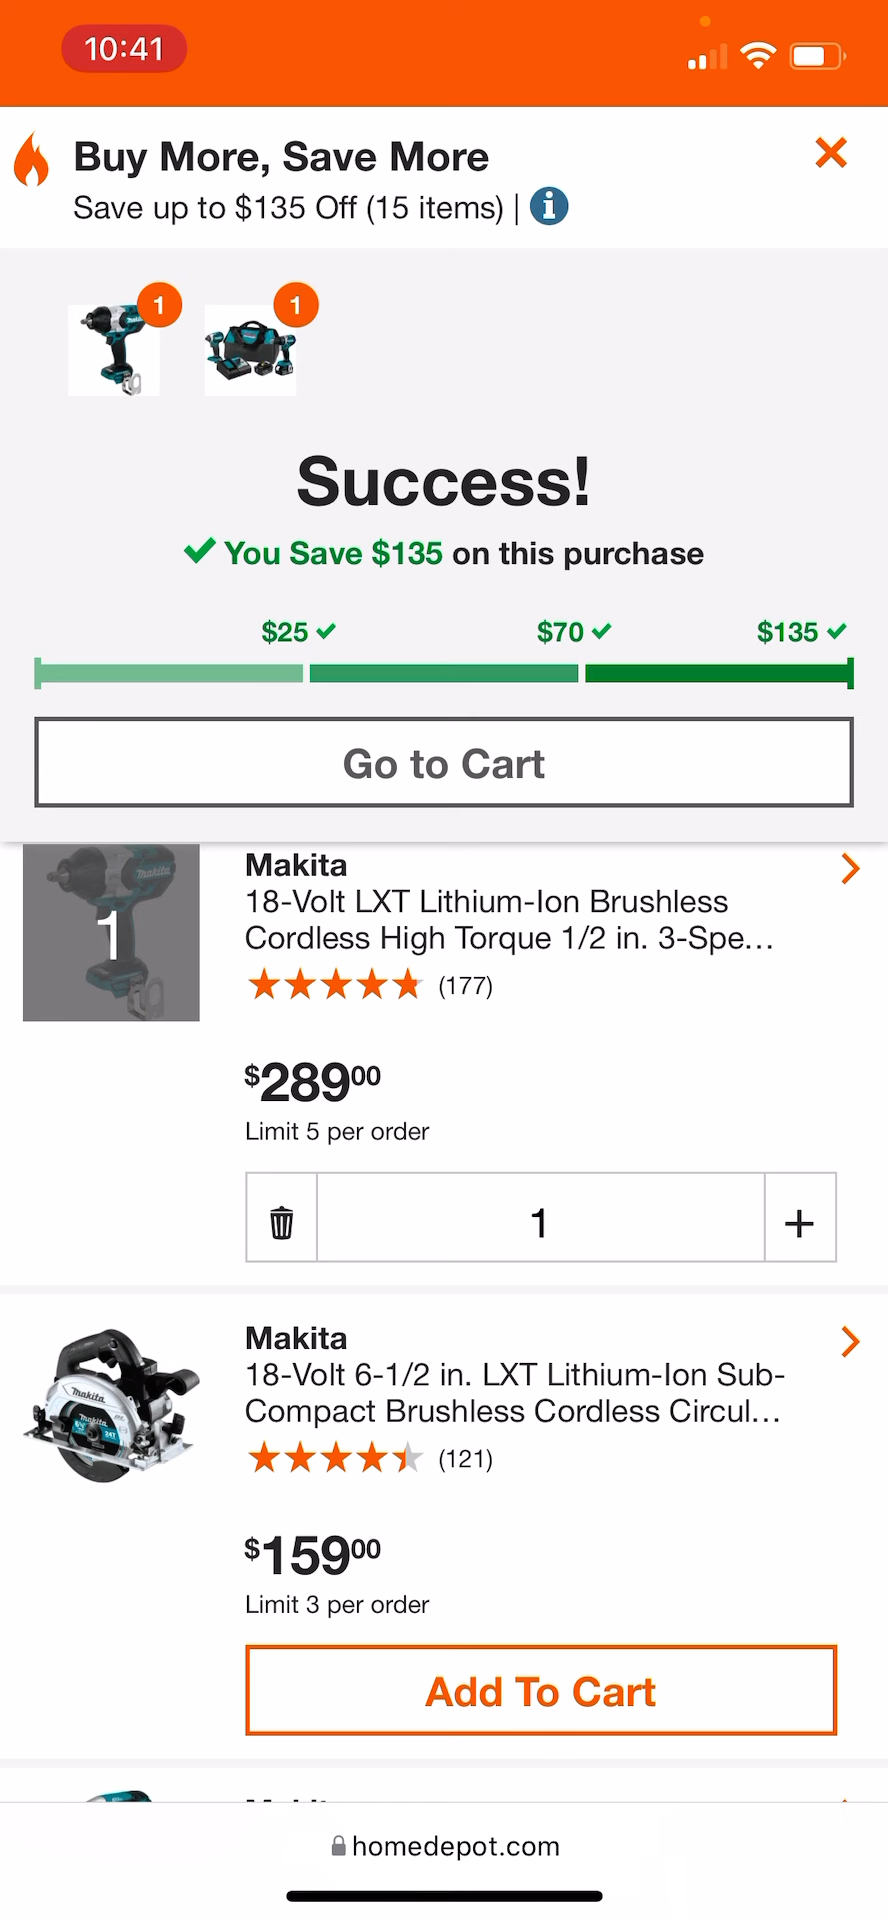 10:41
Buy More, Save More
Save up to $135 Off (15 items) |
1
1
Success!
You Save $135 on this purchase
$25 $70 $135
Go to Cart
Makita
18-Volt LXT Lithium-Ion Brushless
Cordless High Torque 1/2 in. 3-Spe...
(177)
1
$28900
Limit 5 per order
1
+
Makita
18-Volt 6-1/2 in. LXT Lithium-Ion Sub-
Compact Brushless Cordless Circul...
(121)
Makita
Makita
$15900
Limit 3 per order
Add To Cart
homedepot.com